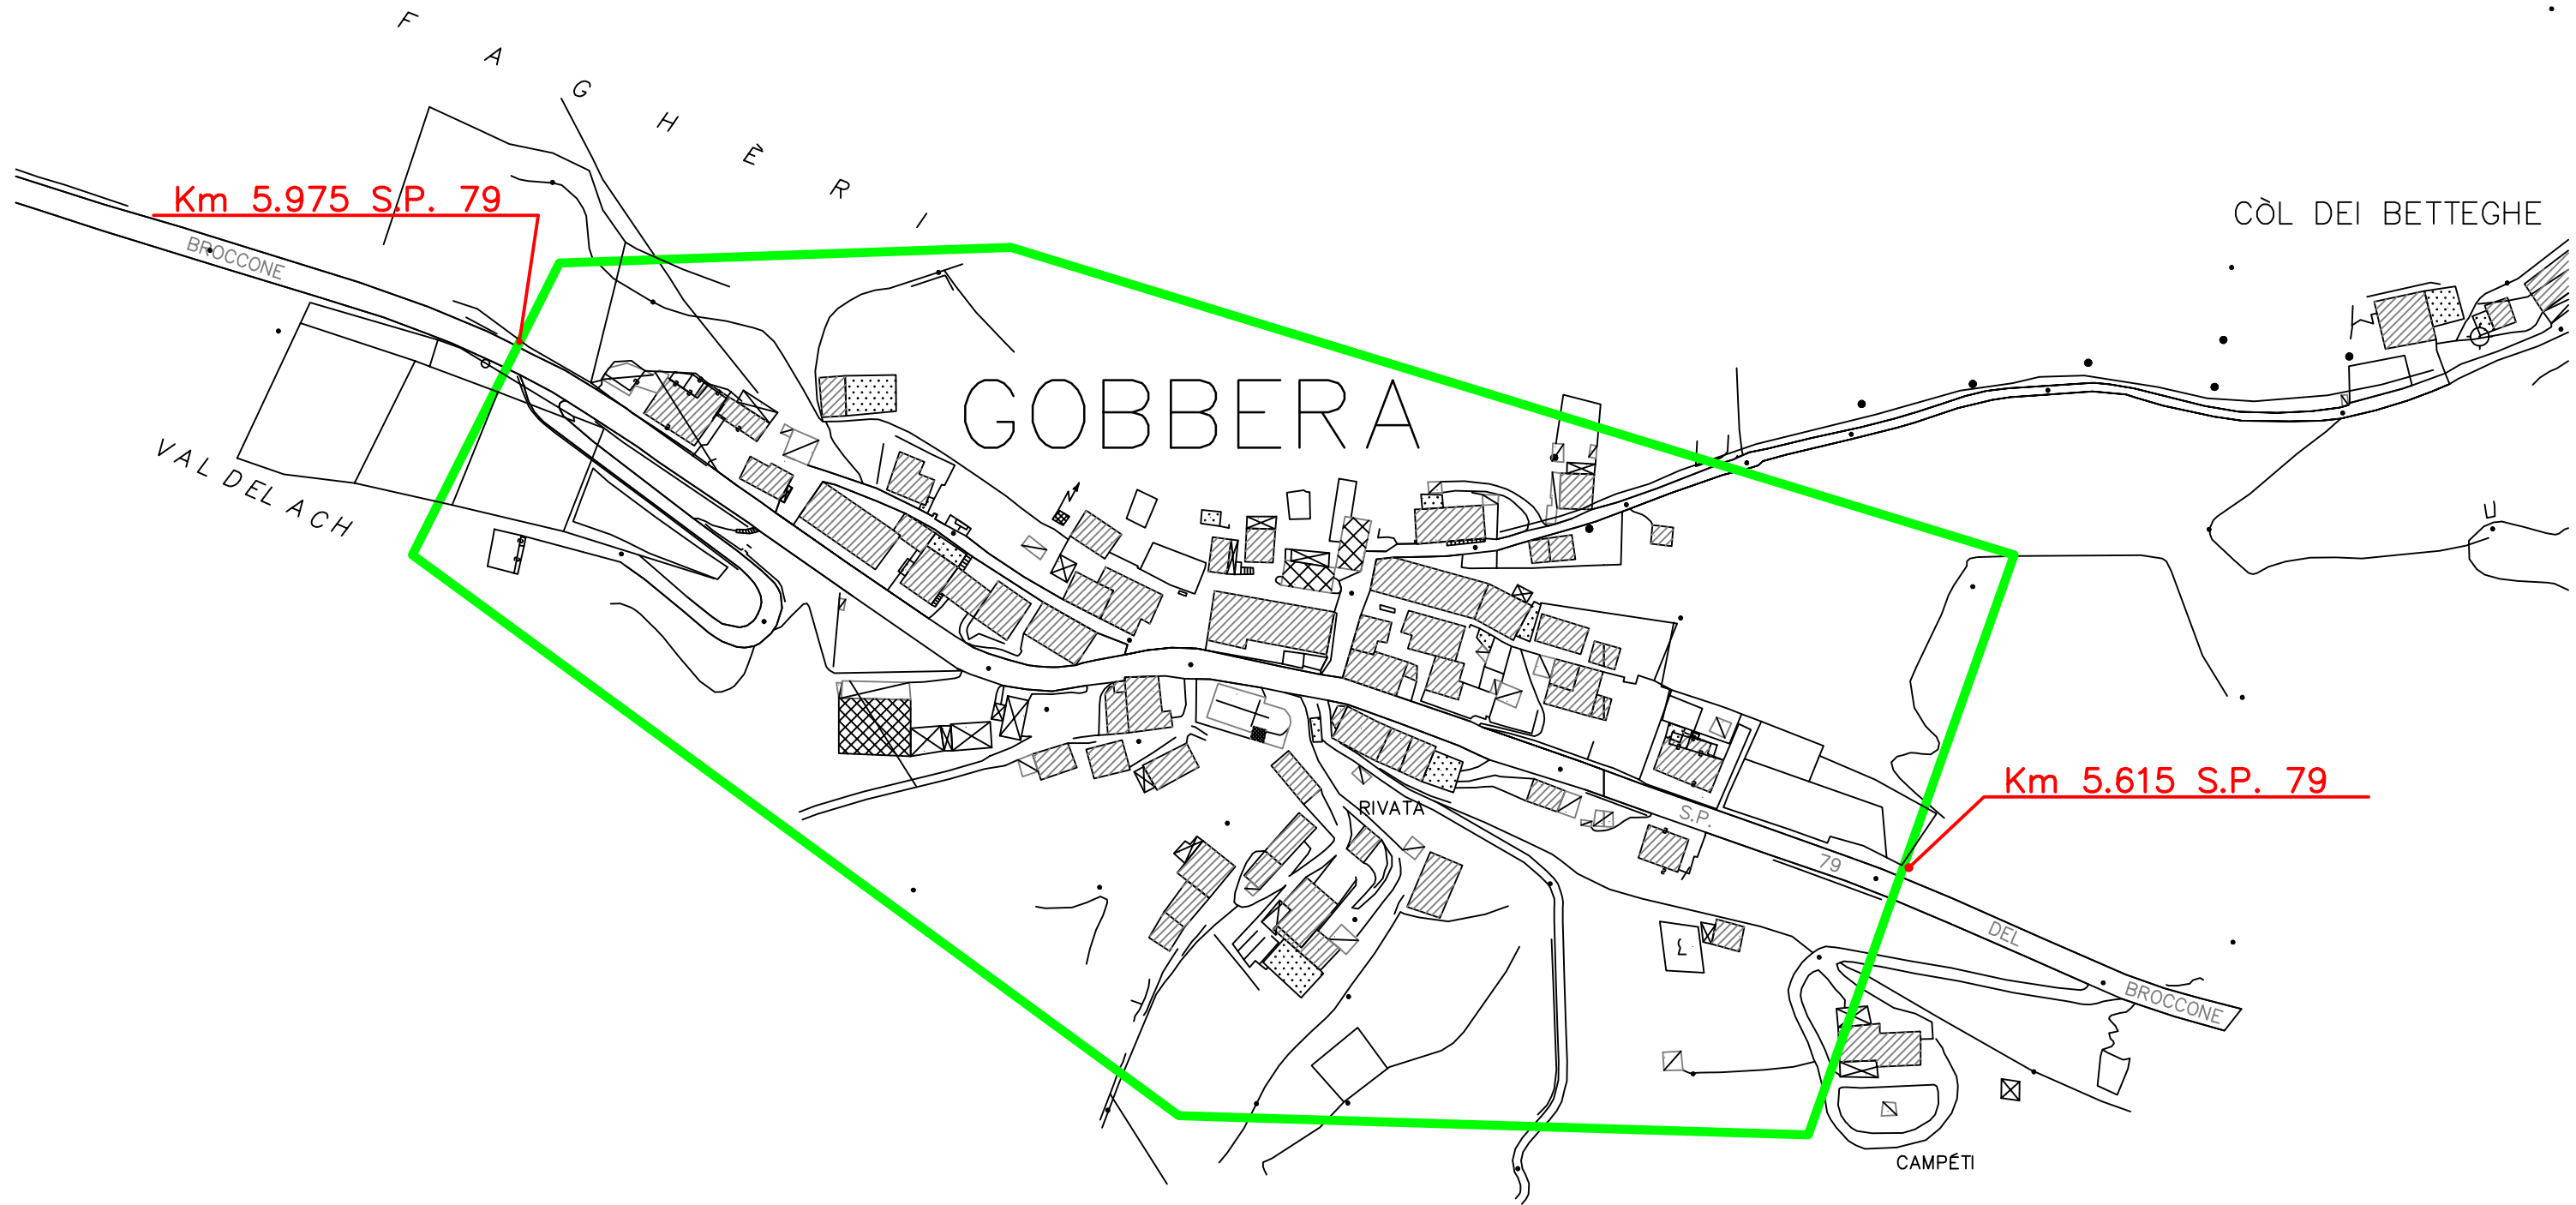 FAGHÈRI
Km 5.975 S.P. 79
CÒL DEI BETTEGHE
BROCCONE
GOBBERA
VAL DEL ACH
N
Km 5.615 S.P. 79
RIVATA
S.P.
79
DEL
BROCCONE
CAMPÉTI